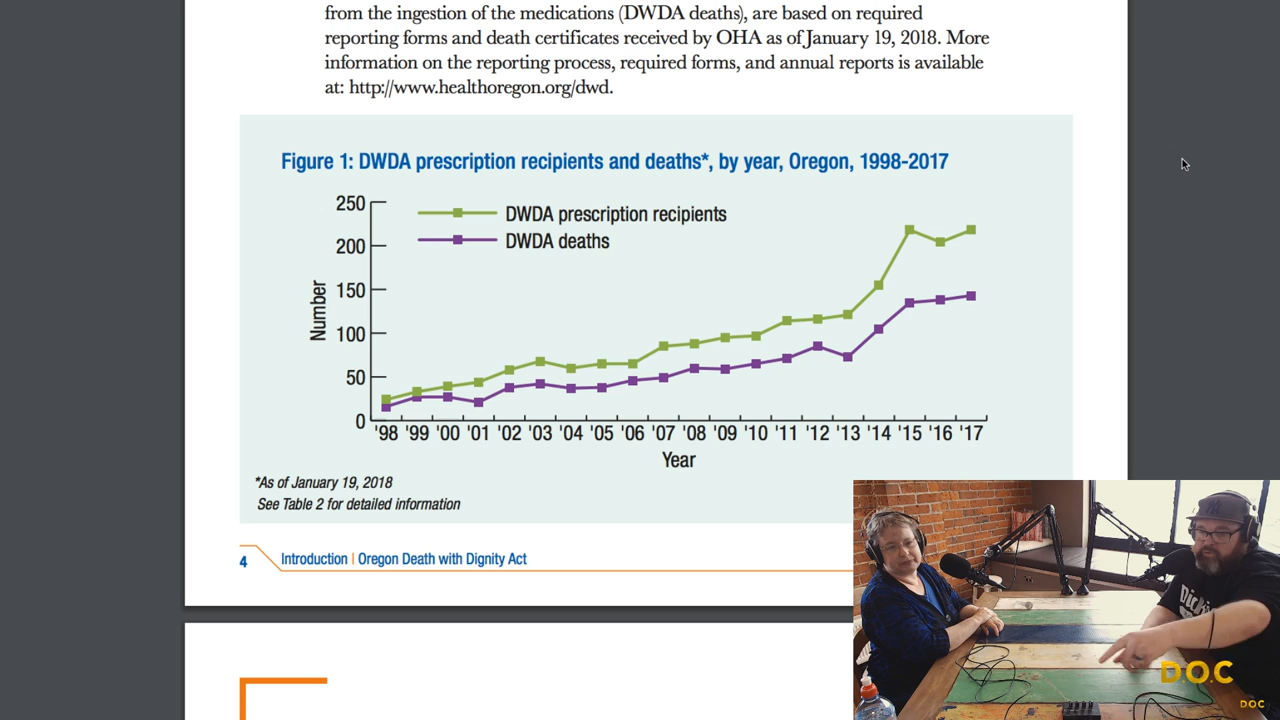 from the ingestion of the medications (DWDA deaths), are based on required
reporting forms and death certificates received by OHA as of January 19, 2018. More
information on the reporting process, required forms, and annual reports is available
at: http://www.healthoregon.org/dwd.
Figure 1: DWDA prescription recipients and deaths*, by year, Oregon, 1998-2017
DWDA prescription recipients
DWDA deaths
250
200
150
100
50
0
Number
'98 '99 '00 '01 '02 '03 '04 '05 '06 '07 '08 '09 '10 '11 '12 '13 '14 '15 '16 '17
Year
*As of January 19, 2018
See Table 2 for detailed information
4 Introduction | Oregon Death with Dignity Act
D.O.C
DOC